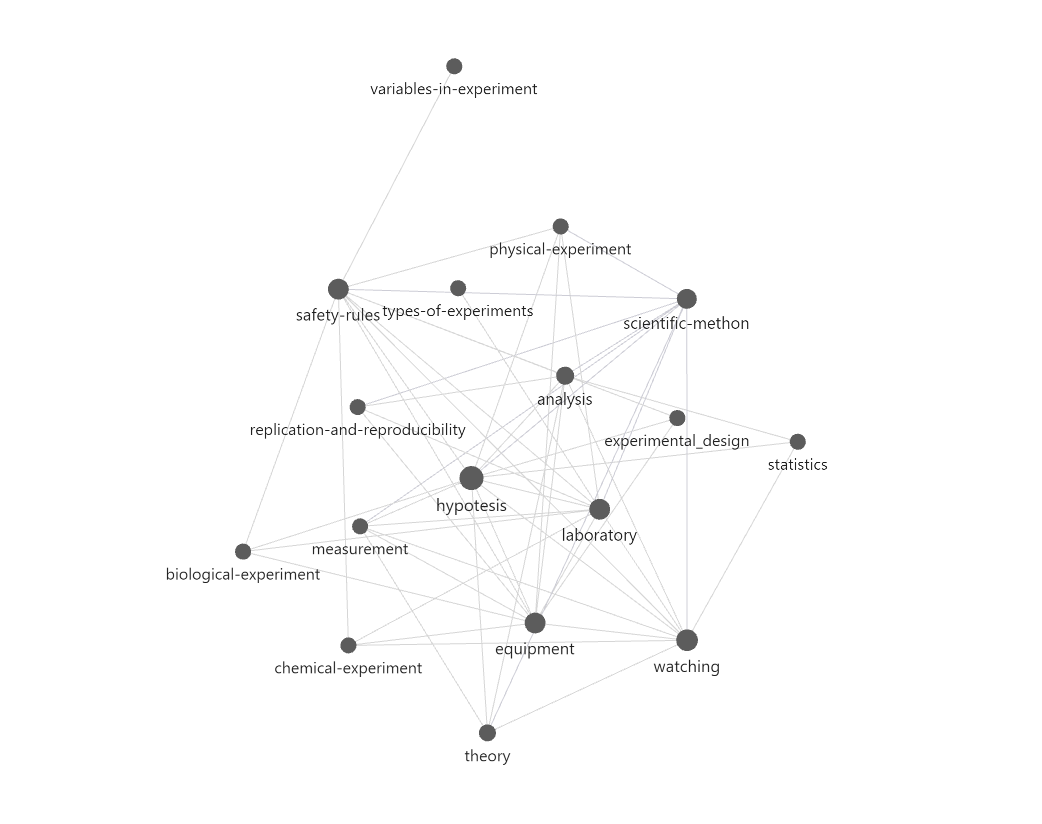 variables-in-experiment
physical-experiment
safety-rules
types-of-experiments
scientific-methon
analysis
replication-and-reproducibility
experimental_design
statistics
hypotesis
laboratory
measurement
biological-experiment
equipment
chemical-experiment
watching
theory